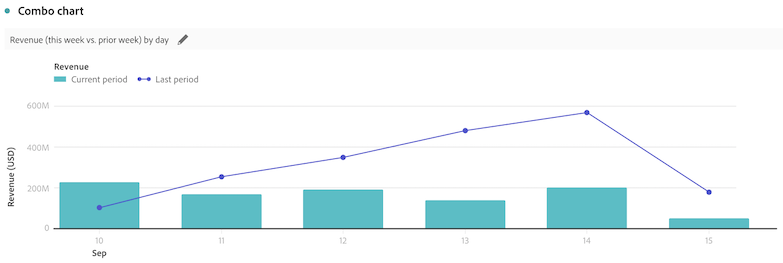 Combo chart
Revenue (this week vs. prior week) by day
Revenue
Current period Last period
Revenue (USD)
600M
400M
200M
0
10 11 12 13 14 15
Sep